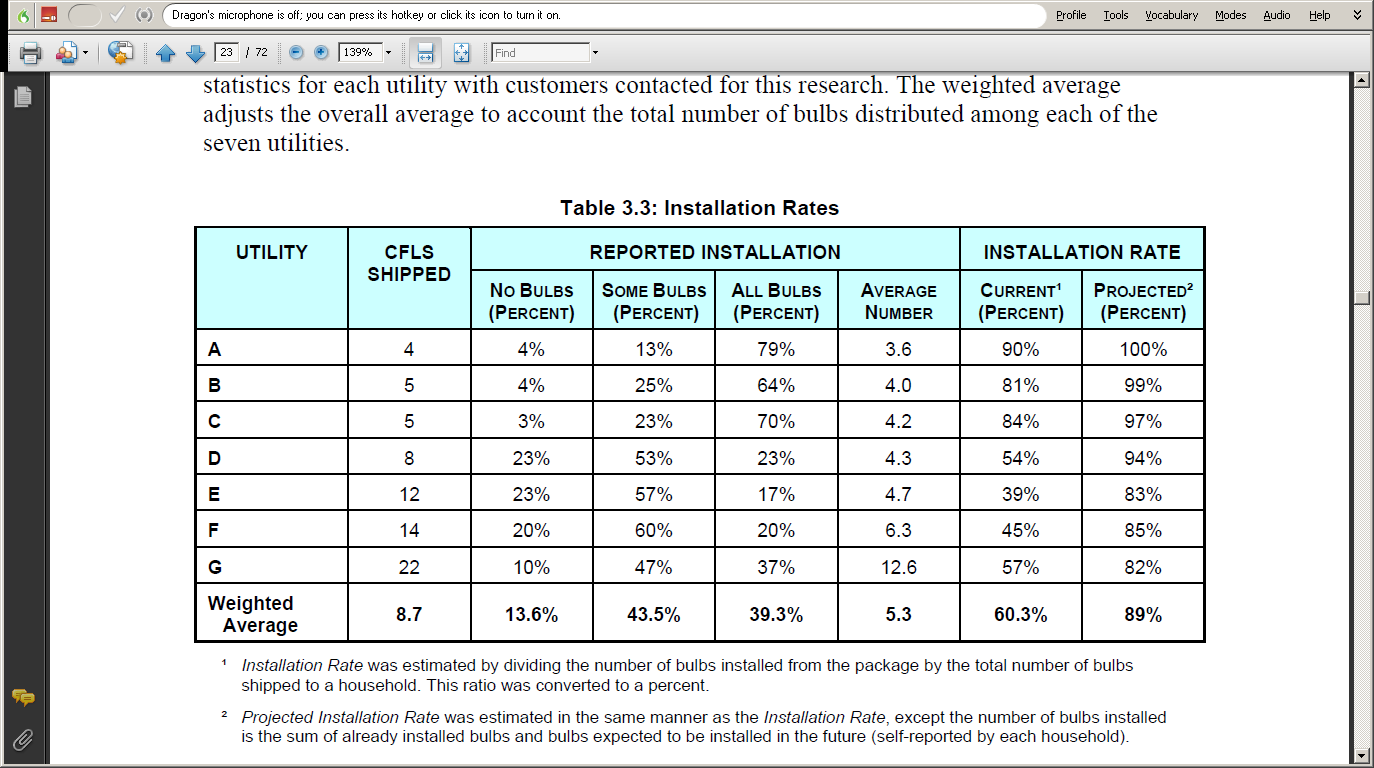 Dragon's microphone is off; you can press its hotkey or click its icon to turn it on.
Profile Tools Vocabulary Modes Audio Help
23 / 72 139% Find
statistics for each utility with customers contacted for this research. The weighted average
adjusts the overall average to account the total number of bulbs distributed among each of the
seven utilities.
Table 3.3: Installation Rates
UTILITY CFLS SHIPPED REPORTED INSTALLATION INSTALLATION RATE
NO BULBS (PERCENT) SOME BULBS (PERCENT) ALL BULBS (PERCENT) AVERAGE NUMBER CURRENT¹ (PERCENT) PROJECTED² (PERCENT)
A 4 4% 13% 79% 3.6 90% 100%
B 5 4% 25% 64% 4.0 81% 99%
C 5 3% 23% 70% 4.2 84% 97%
D 8 23% 53% 23% 4.3 54% 94%
E 12 23% 57% 17% 4.7 39% 83%
F 14 20% 60% 20% 6.3 45% 85%
G 22 10% 47% 37% 12.6 57% 82%
Weighted Average 8.7 13.6% 43.5% 39.3% 5.3 60.3% 89%
¹ Installation Rate was estimated by dividing the number of bulbs installed from the package by the total number of bulbs
shipped to a household. This ratio was converted to a percent.
² Projected Installation Rate was estimated in the same manner as the Installation Rate, except the number of bulbs installed
is the sum of already installed bulbs and bulbs expected to be installed in the future (self-reported by each household).